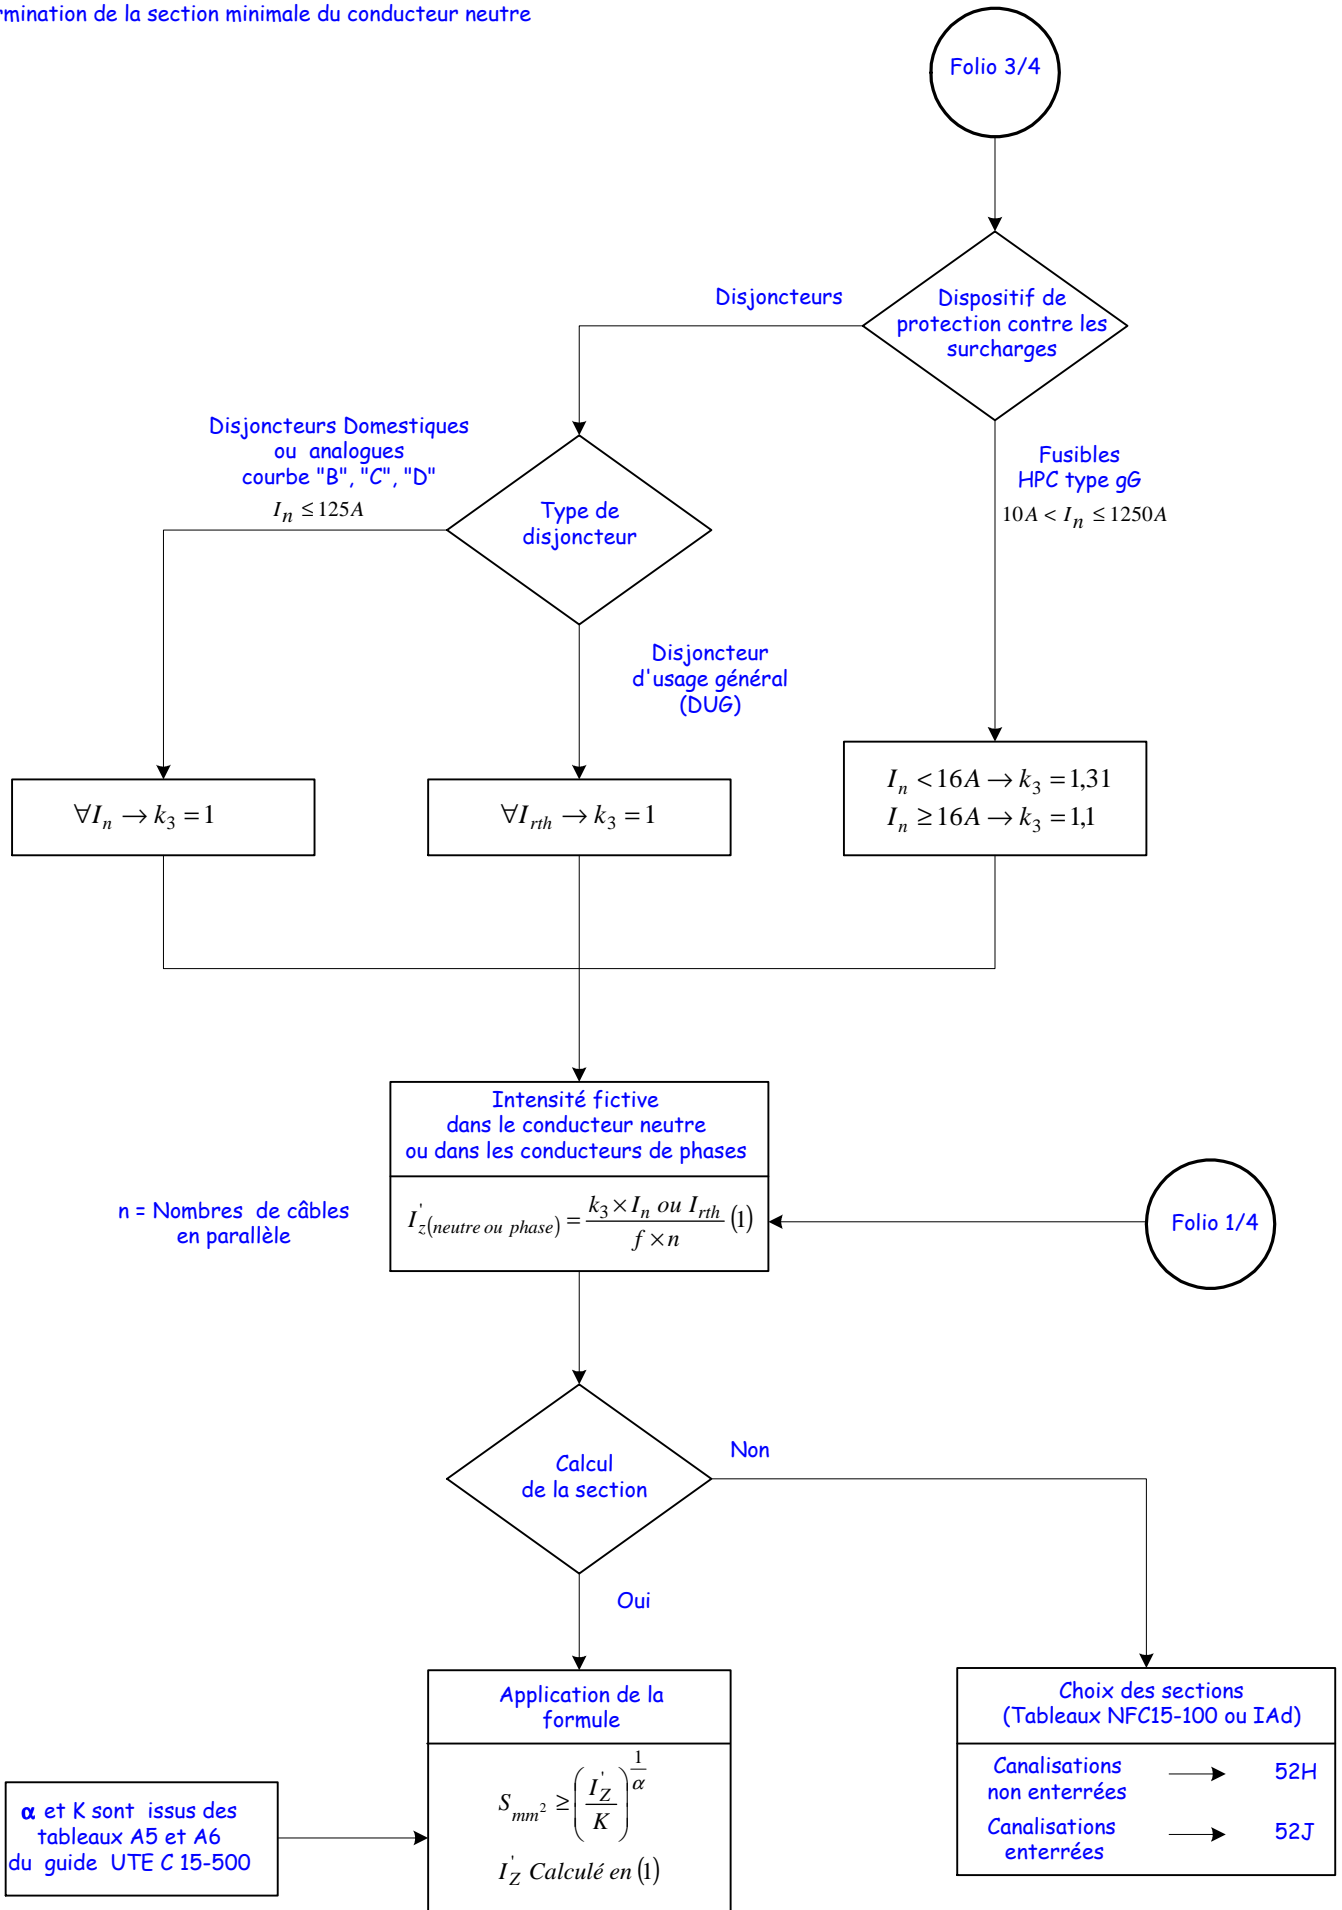 rmination de la section minimale du conducteur neutre
Folio 3/4
Disjoncteurs
Dispositif de
protection contre les
surcharges
Disjoncteurs Domestiques
ou analogues
courbe "B", "C", "D"
I_n ≤ 125A
Type de
disjoncteur
Fusibles
HPC type gG
10A < I_n ≤ 1250A
Disjoncteur
d'usage général
(DUG)
∀I_n → k_3 = 1
∀I_rth → k_3 = 1
I_n < 16A → k_3 = 1,31
I_n ≥ 16A → k_3 = 1,1
Intensité fictive
dans le conducteur neutre
ou dans les conducteurs de phases
n = Nombres de câbles
en parallèle
I'_z(neutre ou phase) = (k_3 × I_n ou I_rth) / (f × n) (1)
Folio 1/4
Calcul
de la section
Non
Oui
Application de la
formule
S_mm² ≥ (I'_Z / K)^(1/α)
I'_Z Calculé en (1)
α et K sont issus des
tableaux A5 et A6
du guide UTE C 15-500
Choix des sections
(Tableaux NFC15-100 ou IAd)
Canalisations
non enterrées → 52H
Canalisations
enterrées → 52J